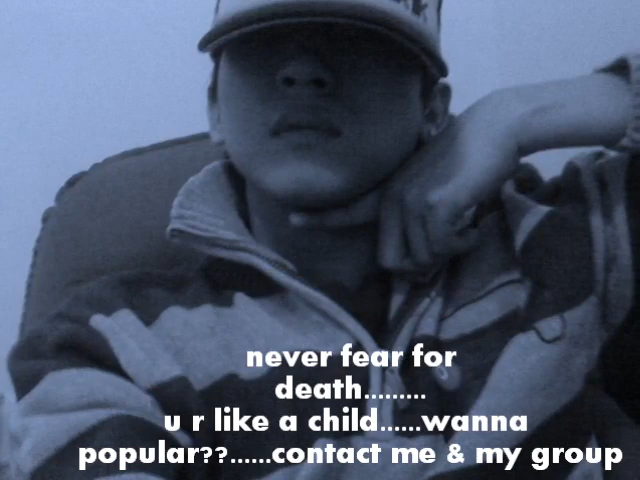 never fear for
death.........
u r like a child......wanna
popular??......contact me & my group